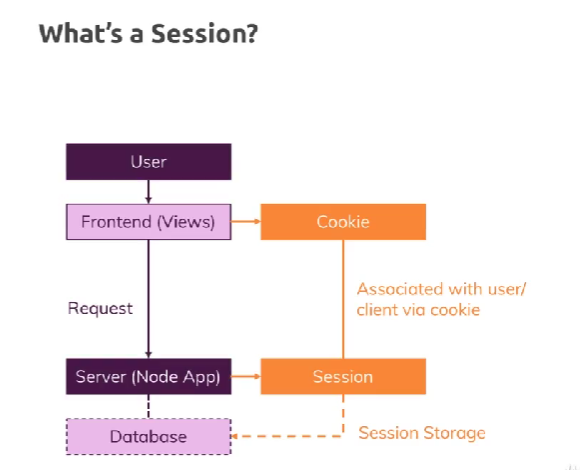 What's a Session?
User
Frontend (Views)
Cookie
Associated with user/
client via cookie
Request
Server (Node App)
Session
Database
Session Storage